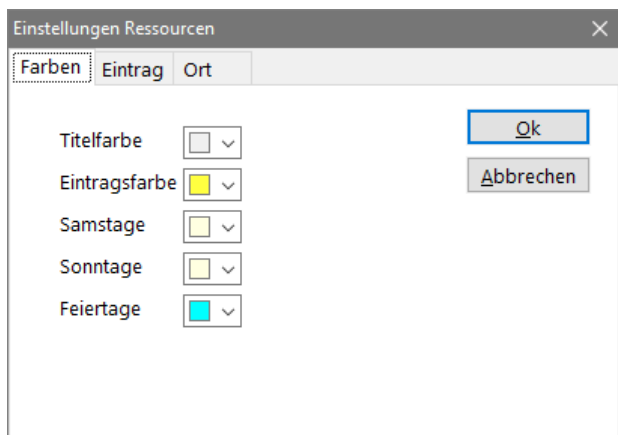 Einstellungen Ressourcen
Farben Eintrag Ort
Titelfarbe
Eintragsfarbe
Samstage
Sonntage
Feiertage
Ok
Abbrechen